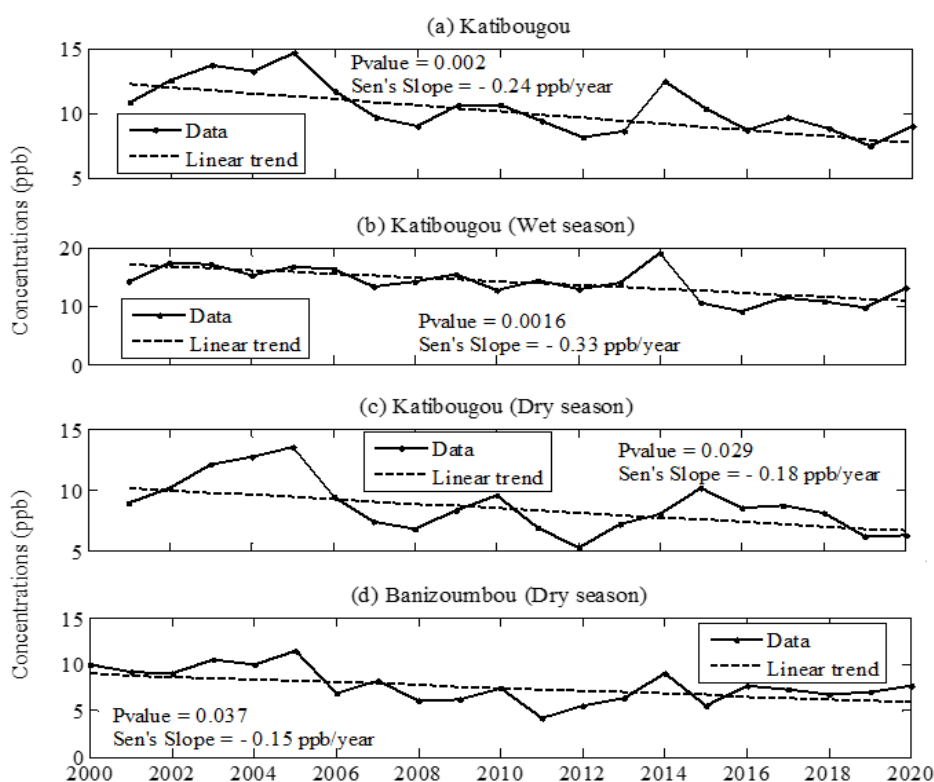 (a) Katibougou
15
10
5
Pvalue = 0.002
Sen's Slope = - 0.24 ppb/year
Data
Linear trend
Concentrations (ppb)
(b) Katibougou (Wet season)
20
10
0
Data
Linear trend
Pvalue = 0.0016
Sen's Slope = - 0.33 ppb/year
(c) Katibougou (Dry season)
15
10
5
Data
Linear trend
Pvalue = 0.029
Sen's Slope = - 0.18 ppb/year
Concentrations (ppb)
(d) Banizoumbou (Dry season)
15
10
5
0
Data
Linear trend
Pvalue = 0.037
Sen's Slope = - 0.15 ppb/year
2000 2002 2004 2006 2008 2010 2012 2014 2016 2018 2020